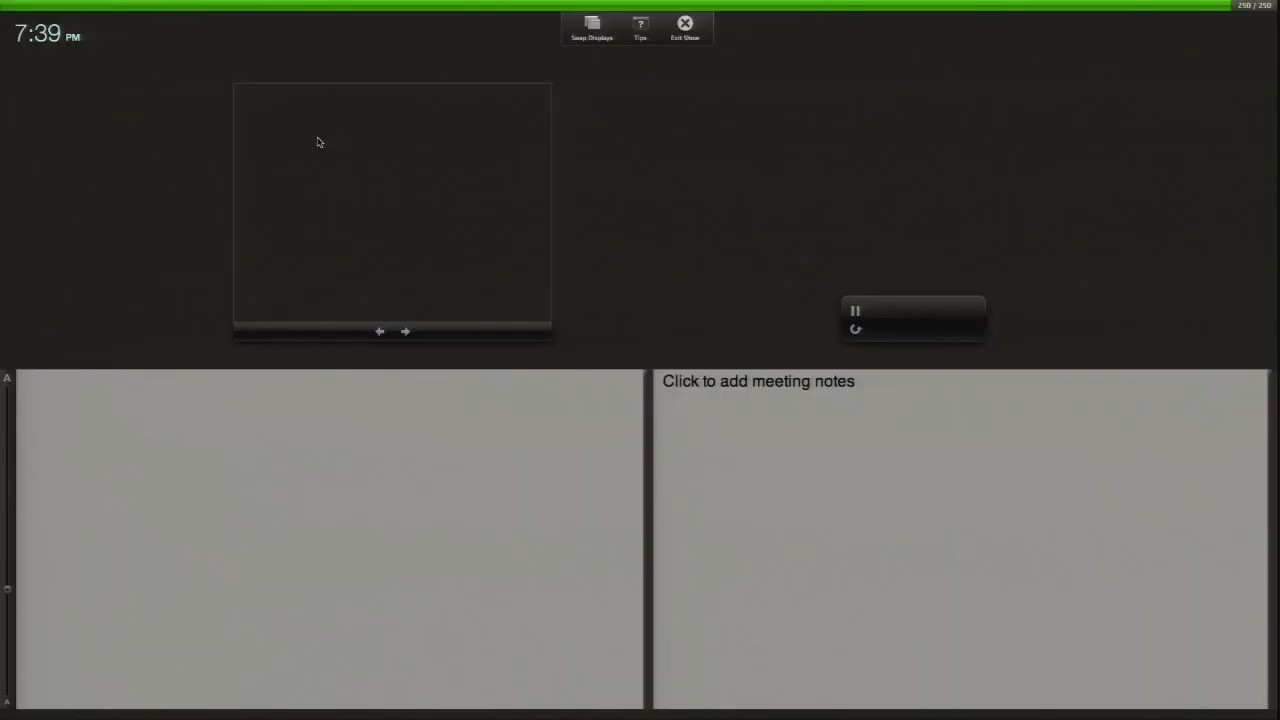 250 / 250
7:39 PM
Swap Displays
Tips
Exit Show
A
Click to add meeting notes
A